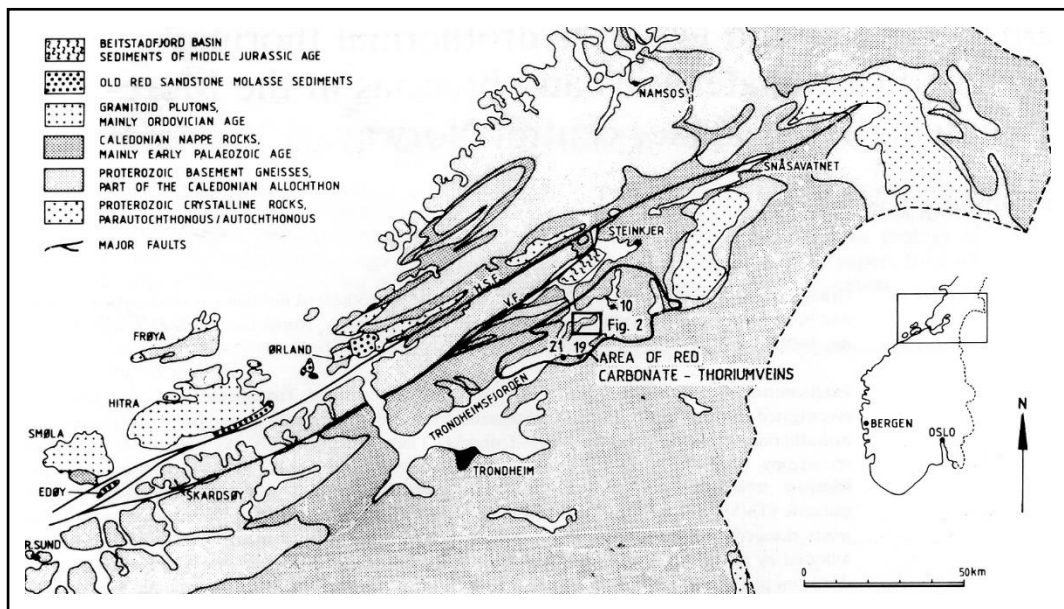 BEITSTADFJORD BASIN
SEDIMENTS OF MIDDLE JURASSIC AGE
OLD RED SANDSTONE MOLASSE SEDIMENTS
GRANITOID PLUTONS,
MAINLY ORDOVICIAN AGE
CALEDONIAN NAPPE ROCKS,
MAINLY EARLY PALAEOZOIC AGE
PROTEROZOIC BASEMENT GNEISSES,
PART OF THE CALEDONIAN ALLOCHTHON
PROTEROZOIC CRYSTALLINE ROCKS,
PARAUTOCHTHONOUS/AUTOCHTHONOUS
MAJOR FAULTS
NAMSOS
SNÅSAVATNET
STEINKJER
H.S.F.
V.F.
10
Fig. 2
21 19
AREA OF RED
CARBONATE - THORIUMVEINS
FRØYA
ØRLAND
HITRA
TRONDHEIMSFJORDEN
SMØLA
TRONDHEIM
EDØY
SKARDSØY
R.SUND
BERGEN
OSLO
N
0
50km